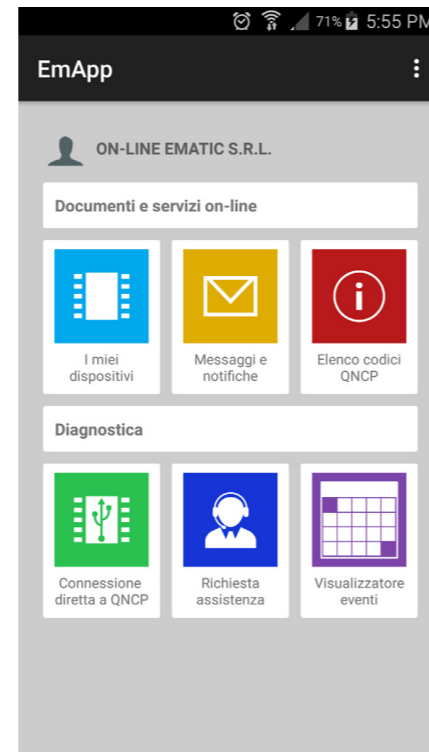 71% 5:55 PM
EmApp
ON-LINE EMATIC S.R.L.
Documenti e servizi on-line
I miei
dispositivi
Messaggi e
notifiche
Elenco codici
QNCP
Diagnostica
Connessione
diretta a QNCP
Richiesta
assistenza
Visualizzatore
eventi